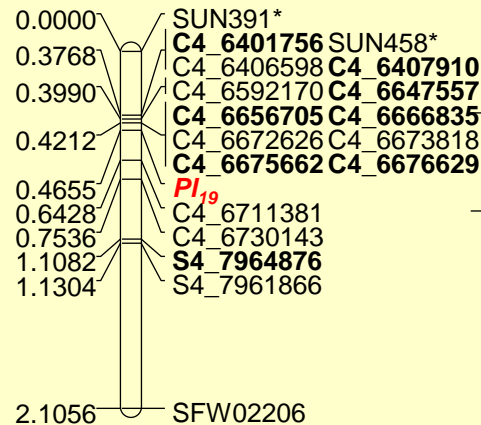 0.0000 SUN391*
C4_6401756 SUN458*
0.3768 C4_6406598 C4_6407910
0.3990 C4_6592170 C4_6647557
C4_6656705 C4_6666835
0.4212 C4_6672626 C4_6673818
C4_6675662 C4_6676629
0.4655 Pl19
0.6428 C4_6711381
0.7536 C4_6730143
1.1082 S4_7964876
1.1304 S4_7961866
2.1056 SFW02206